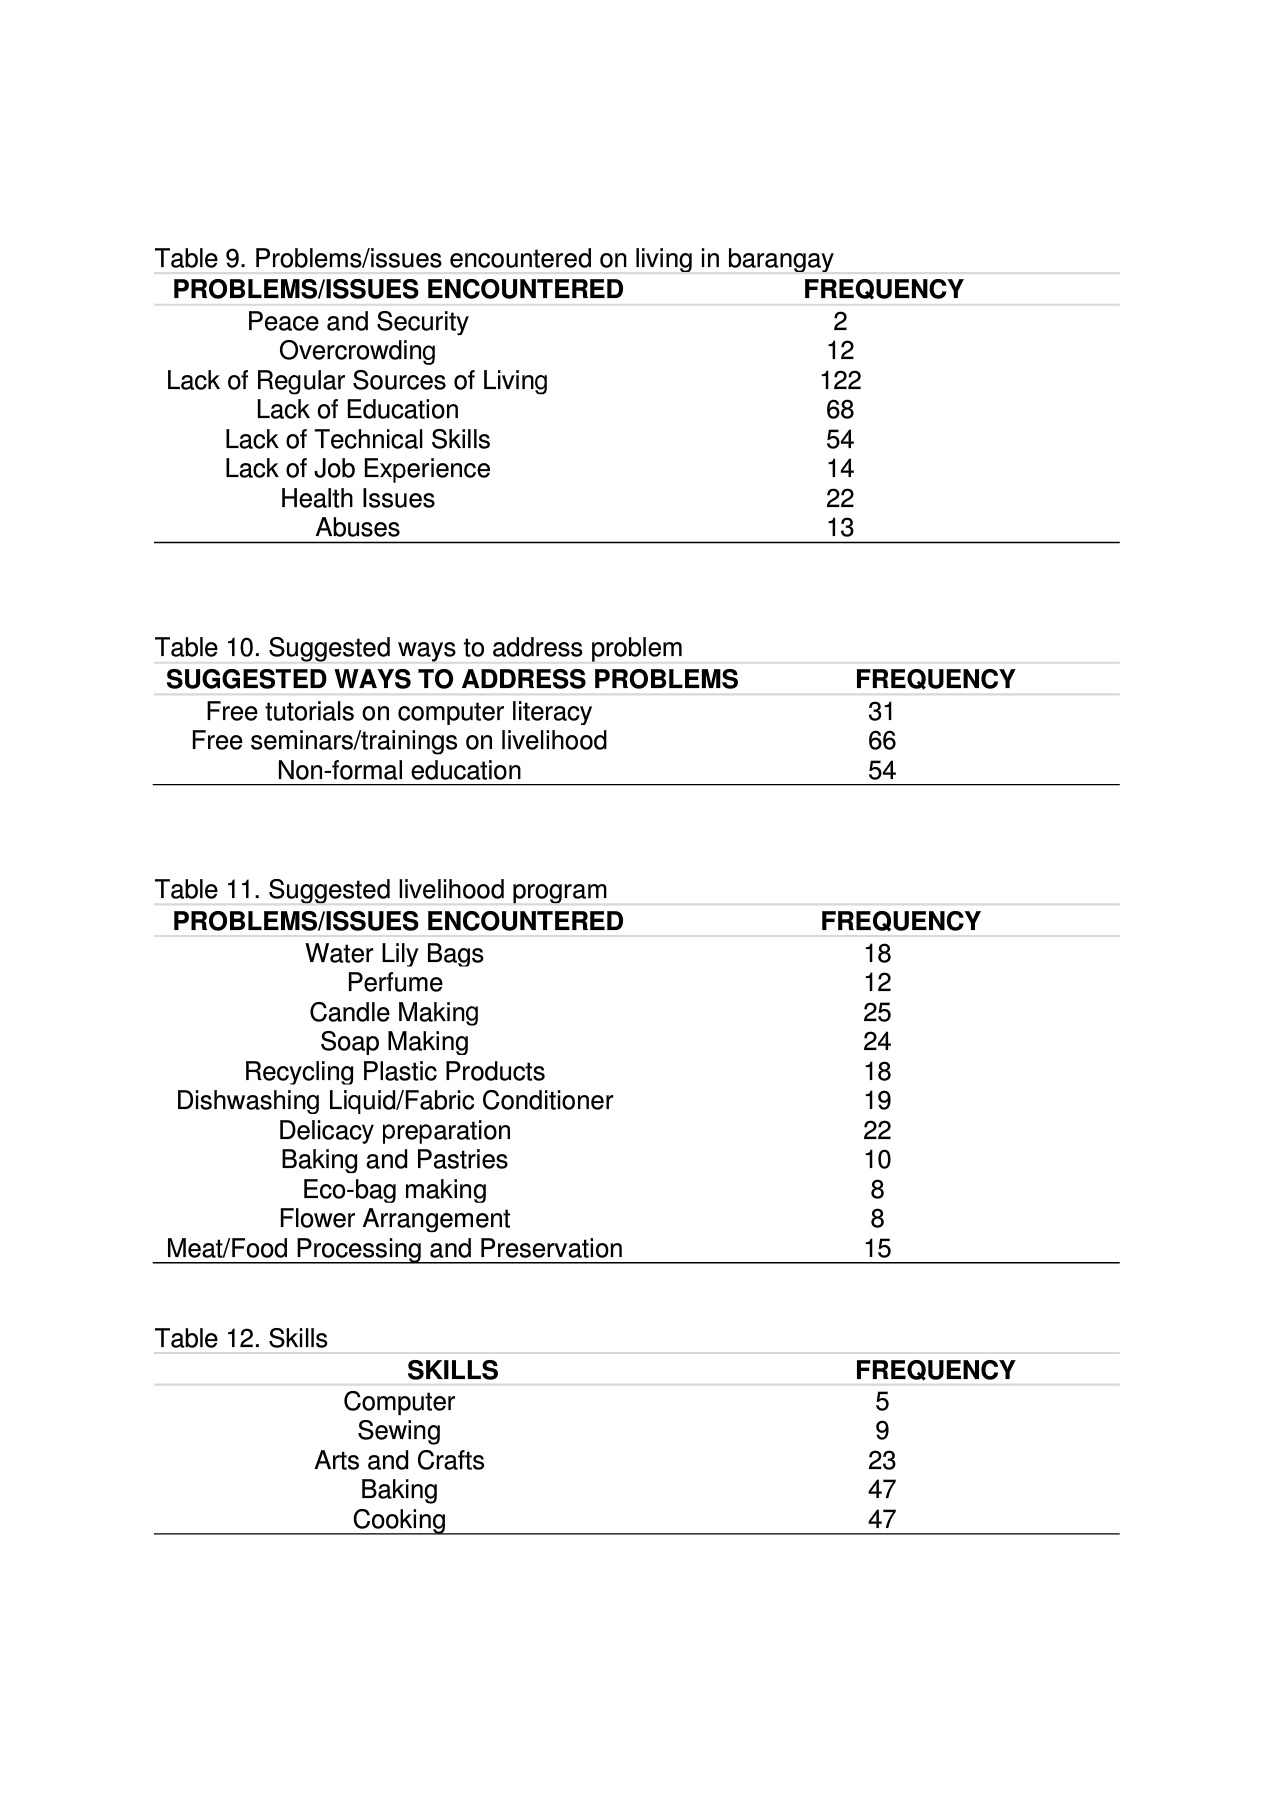 Table 9. Problems/issues encountered on living in barangay
PROBLEMS/ISSUES ENCOUNTERED FREQUENCY
Peace and Security 2
Overcrowding 12
Lack of Regular Sources of Living 122
Lack of Education 68
Lack of Technical Skills 54
Lack of Job Experience 14
Health Issues 22
Abuses 13
Table 10. Suggested ways to address problem
SUGGESTED WAYS TO ADDRESS PROBLEMS FREQUENCY
Free tutorials on computer literacy 31
Free seminars/trainings on livelihood 66
Non-formal education 54
Table 11. Suggested livelihood program
PROBLEMS/ISSUES ENCOUNTERED FREQUENCY
Water Lily Bags 18
Perfume 12
Candle Making 25
Soap Making 24
Recycling Plastic Products 18
Dishwashing Liquid/Fabric Conditioner 19
Delicacy preparation 22
Baking and Pastries 10
Eco-bag making 8
Flower Arrangement 8
Meat/Food Processing and Preservation 15
Table 12. Skills
SKILLS FREQUENCY
Computer 5
Sewing 9
Arts and Crafts 23
Baking 47
Cooking 47